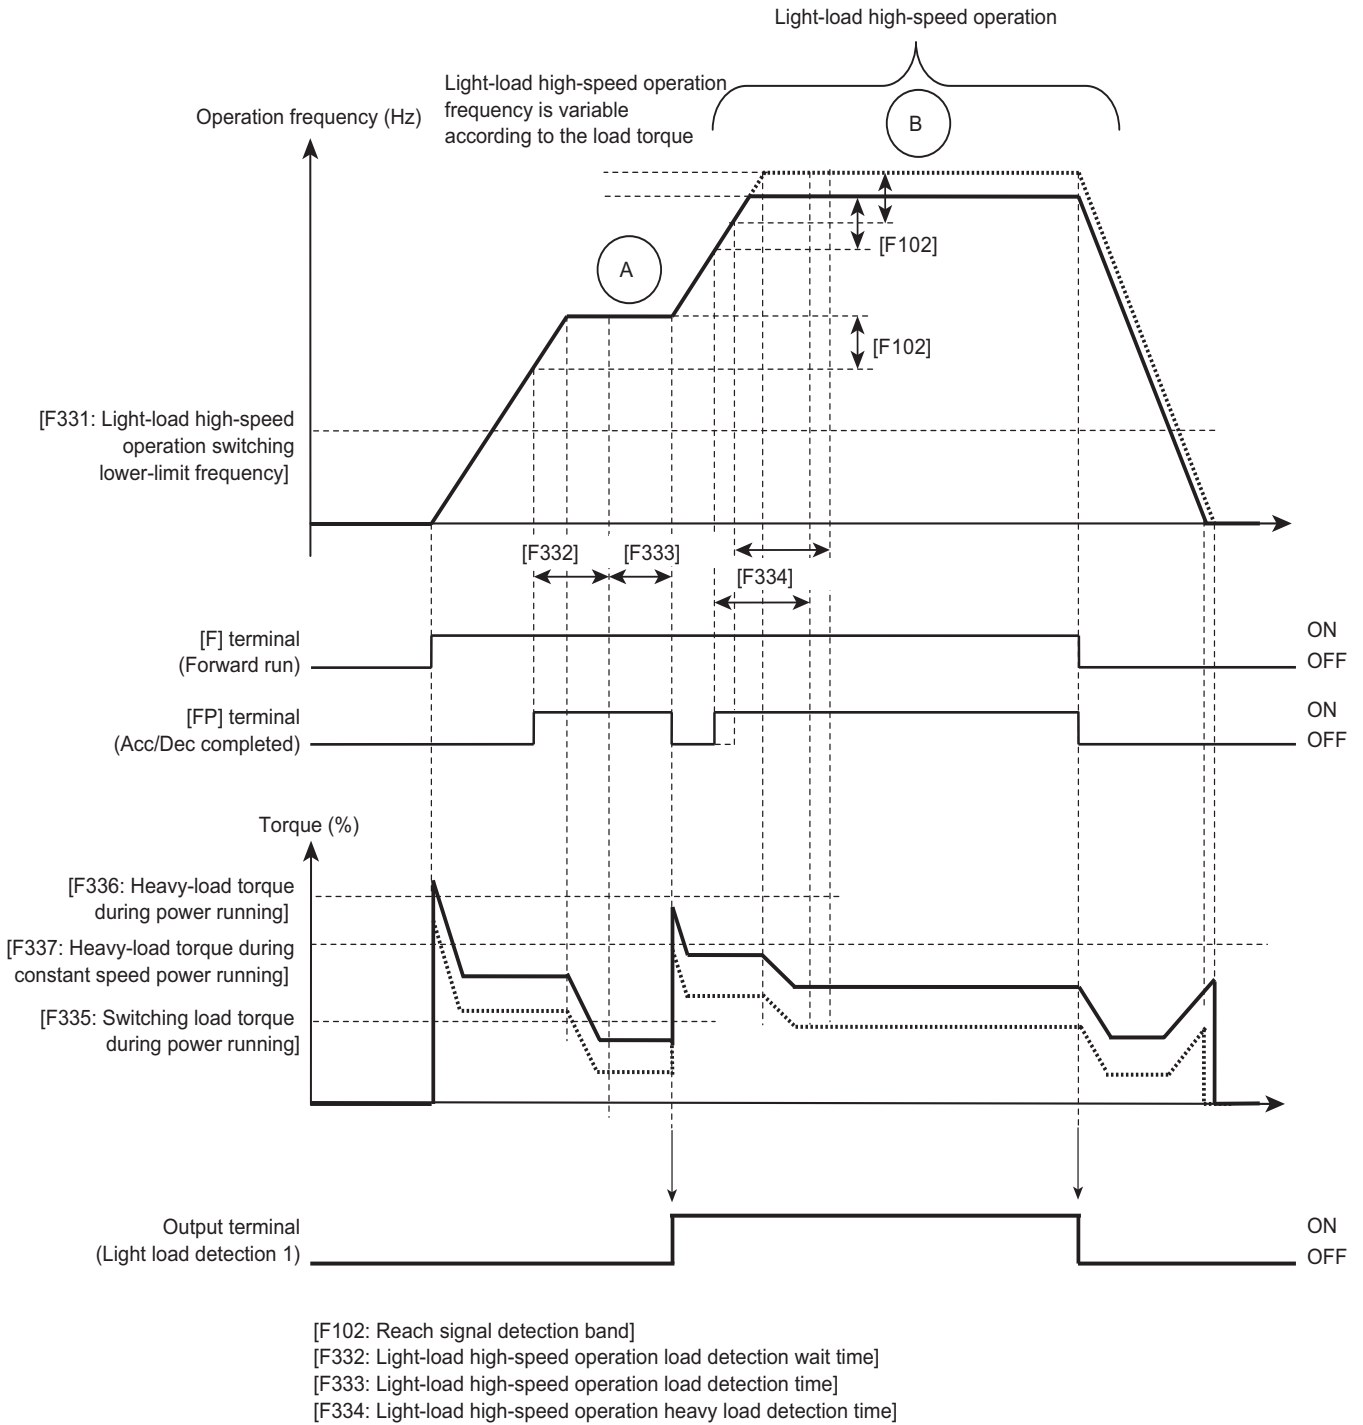 Light-load high-speed operation
Light-load high-speed operation
frequency is variable
according to the load torque
Operation frequency (Hz)
B
[F102]
A
[F102]
[F331: Light-load high-speed
operation switching
lower-limit frequency]
[F332]
[F333]
[F334]
[F] terminal
(Forward run)
ON
OFF
[FP] terminal
(Acc/Dec completed)
ON
OFF
Torque (%)
[F336: Heavy-load torque
during power running]
[F337: Heavy-load torque during
constant speed power running]
[F335: Switching load torque
during power running]
Output terminal
(Light load detection 1)
ON
OFF
[F102: Reach signal detection band]
[F332: Light-load high-speed operation load detection wait time]
[F333: Light-load high-speed operation load detection time]
[F334: Light-load high-speed operation heavy load detection time]